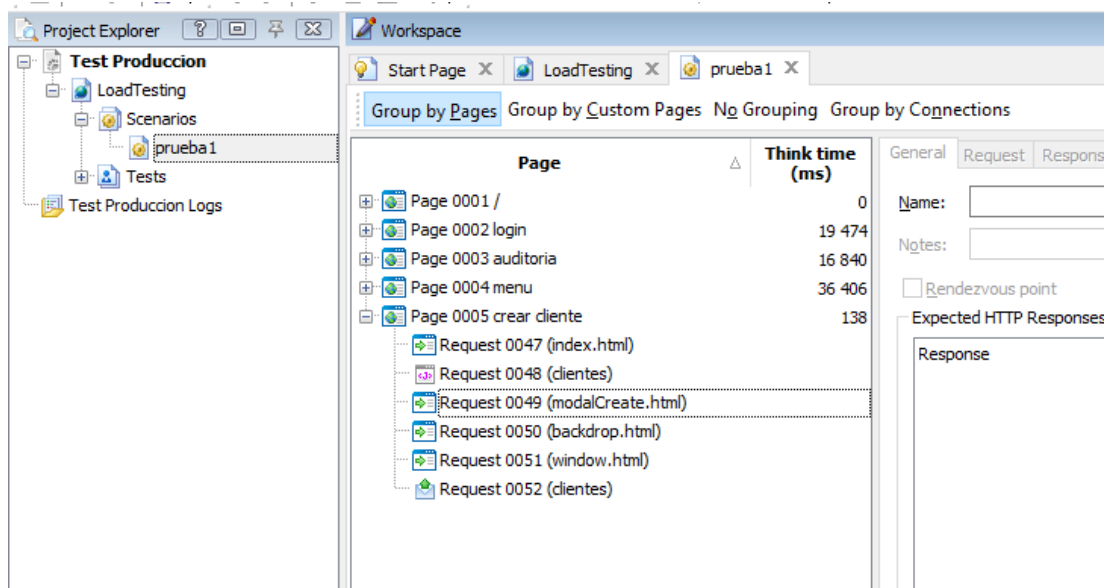 Project Explorer
Test Produccion
LoadTesting
Scenarios
prueba1
Tests
Test Produccion Logs
Workspace
Start Page
LoadTesting
prueba1
Group by Pages Group by Custom Pages No Grouping Group by Connections
Page
Think time
(ms)
Page 0001 /
0
Page 0002 login
19 474
Page 0003 auditoria
16 840
Page 0004 menu
36 406
Page 0005 crear cliente
138
Request 0047 (index.html)
Request 0048 (clientes)
Request 0049 (modalCreate.html)
Request 0050 (backdrop.html)
Request 0051 (window.html)
Request 0052 (clientes)
General Request Respons
Name:
Notes:
Rendezvous point
Expected HTTP Responses
Response